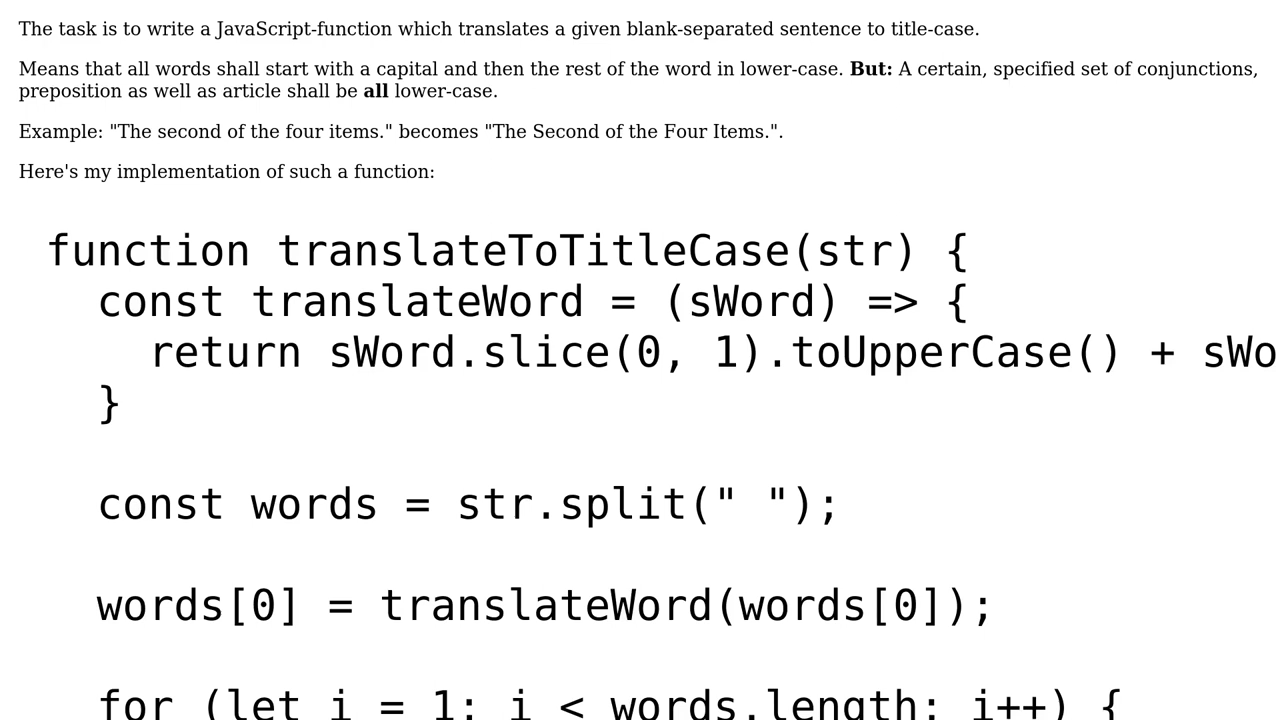 The task is to write a JavaScript-function which translates a given blank-separated sentence to title-case.
Means that all words shall start with a capital and then the rest of the word in lower-case. But: A certain, specified set of conjunctions,
preposition as well as article shall be all lower-case.
Example: "The second of the four items." becomes "The Second of the Four Items.".
Here's my implementation of such a function:
function translateToTitleCase(str) {
  const translateWord = (sWord) => {
    return sWord.slice(0, 1).toUpperCase() + sWo
  }
  const words = str.split(" ");
  words[0] = translateWord(words[0]);
  for (let i = 1; i < words.length; i++) {